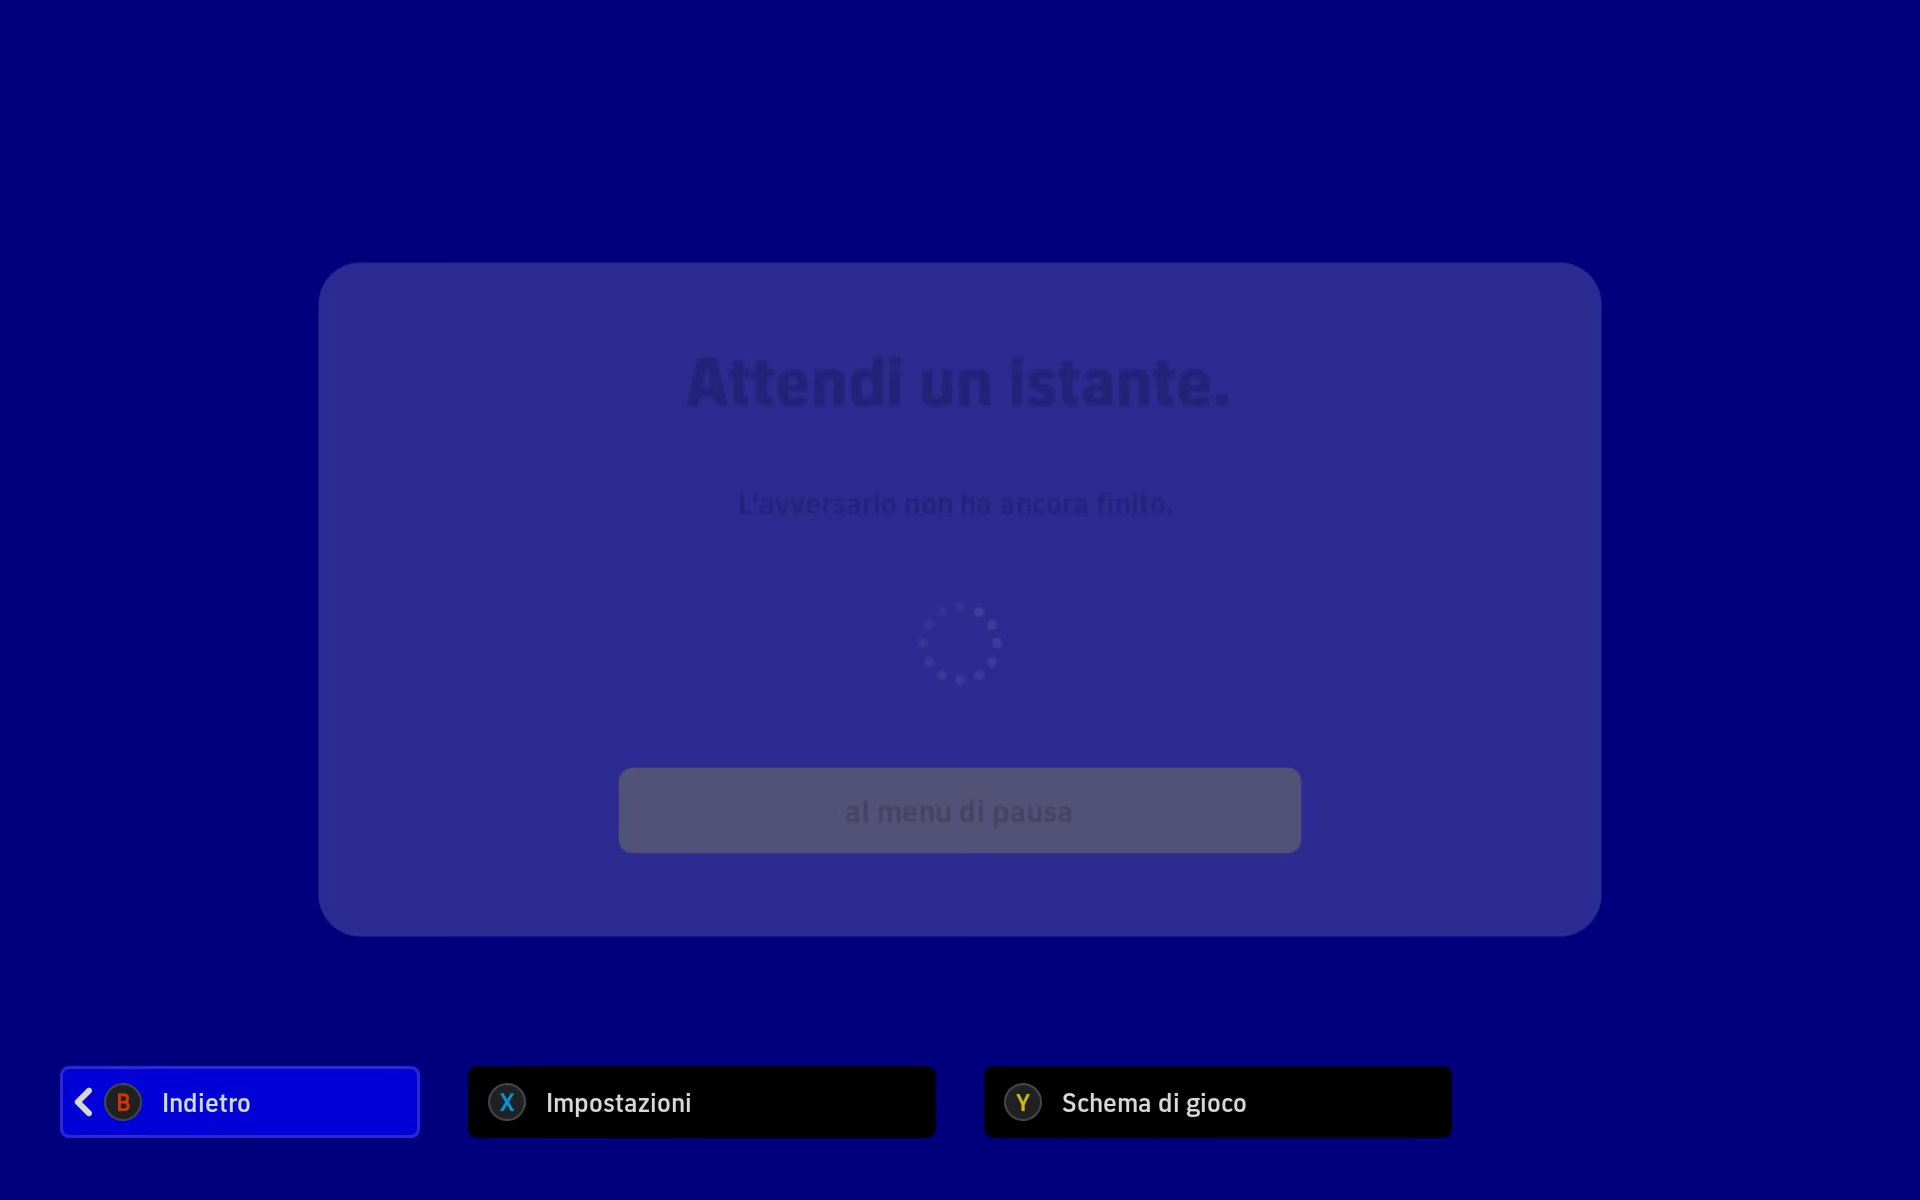 Attendi un istante.
L'avversario non ha ancora finito.
al menu di pausa
B Indietro
X Impostazioni
Y Schema di gioco